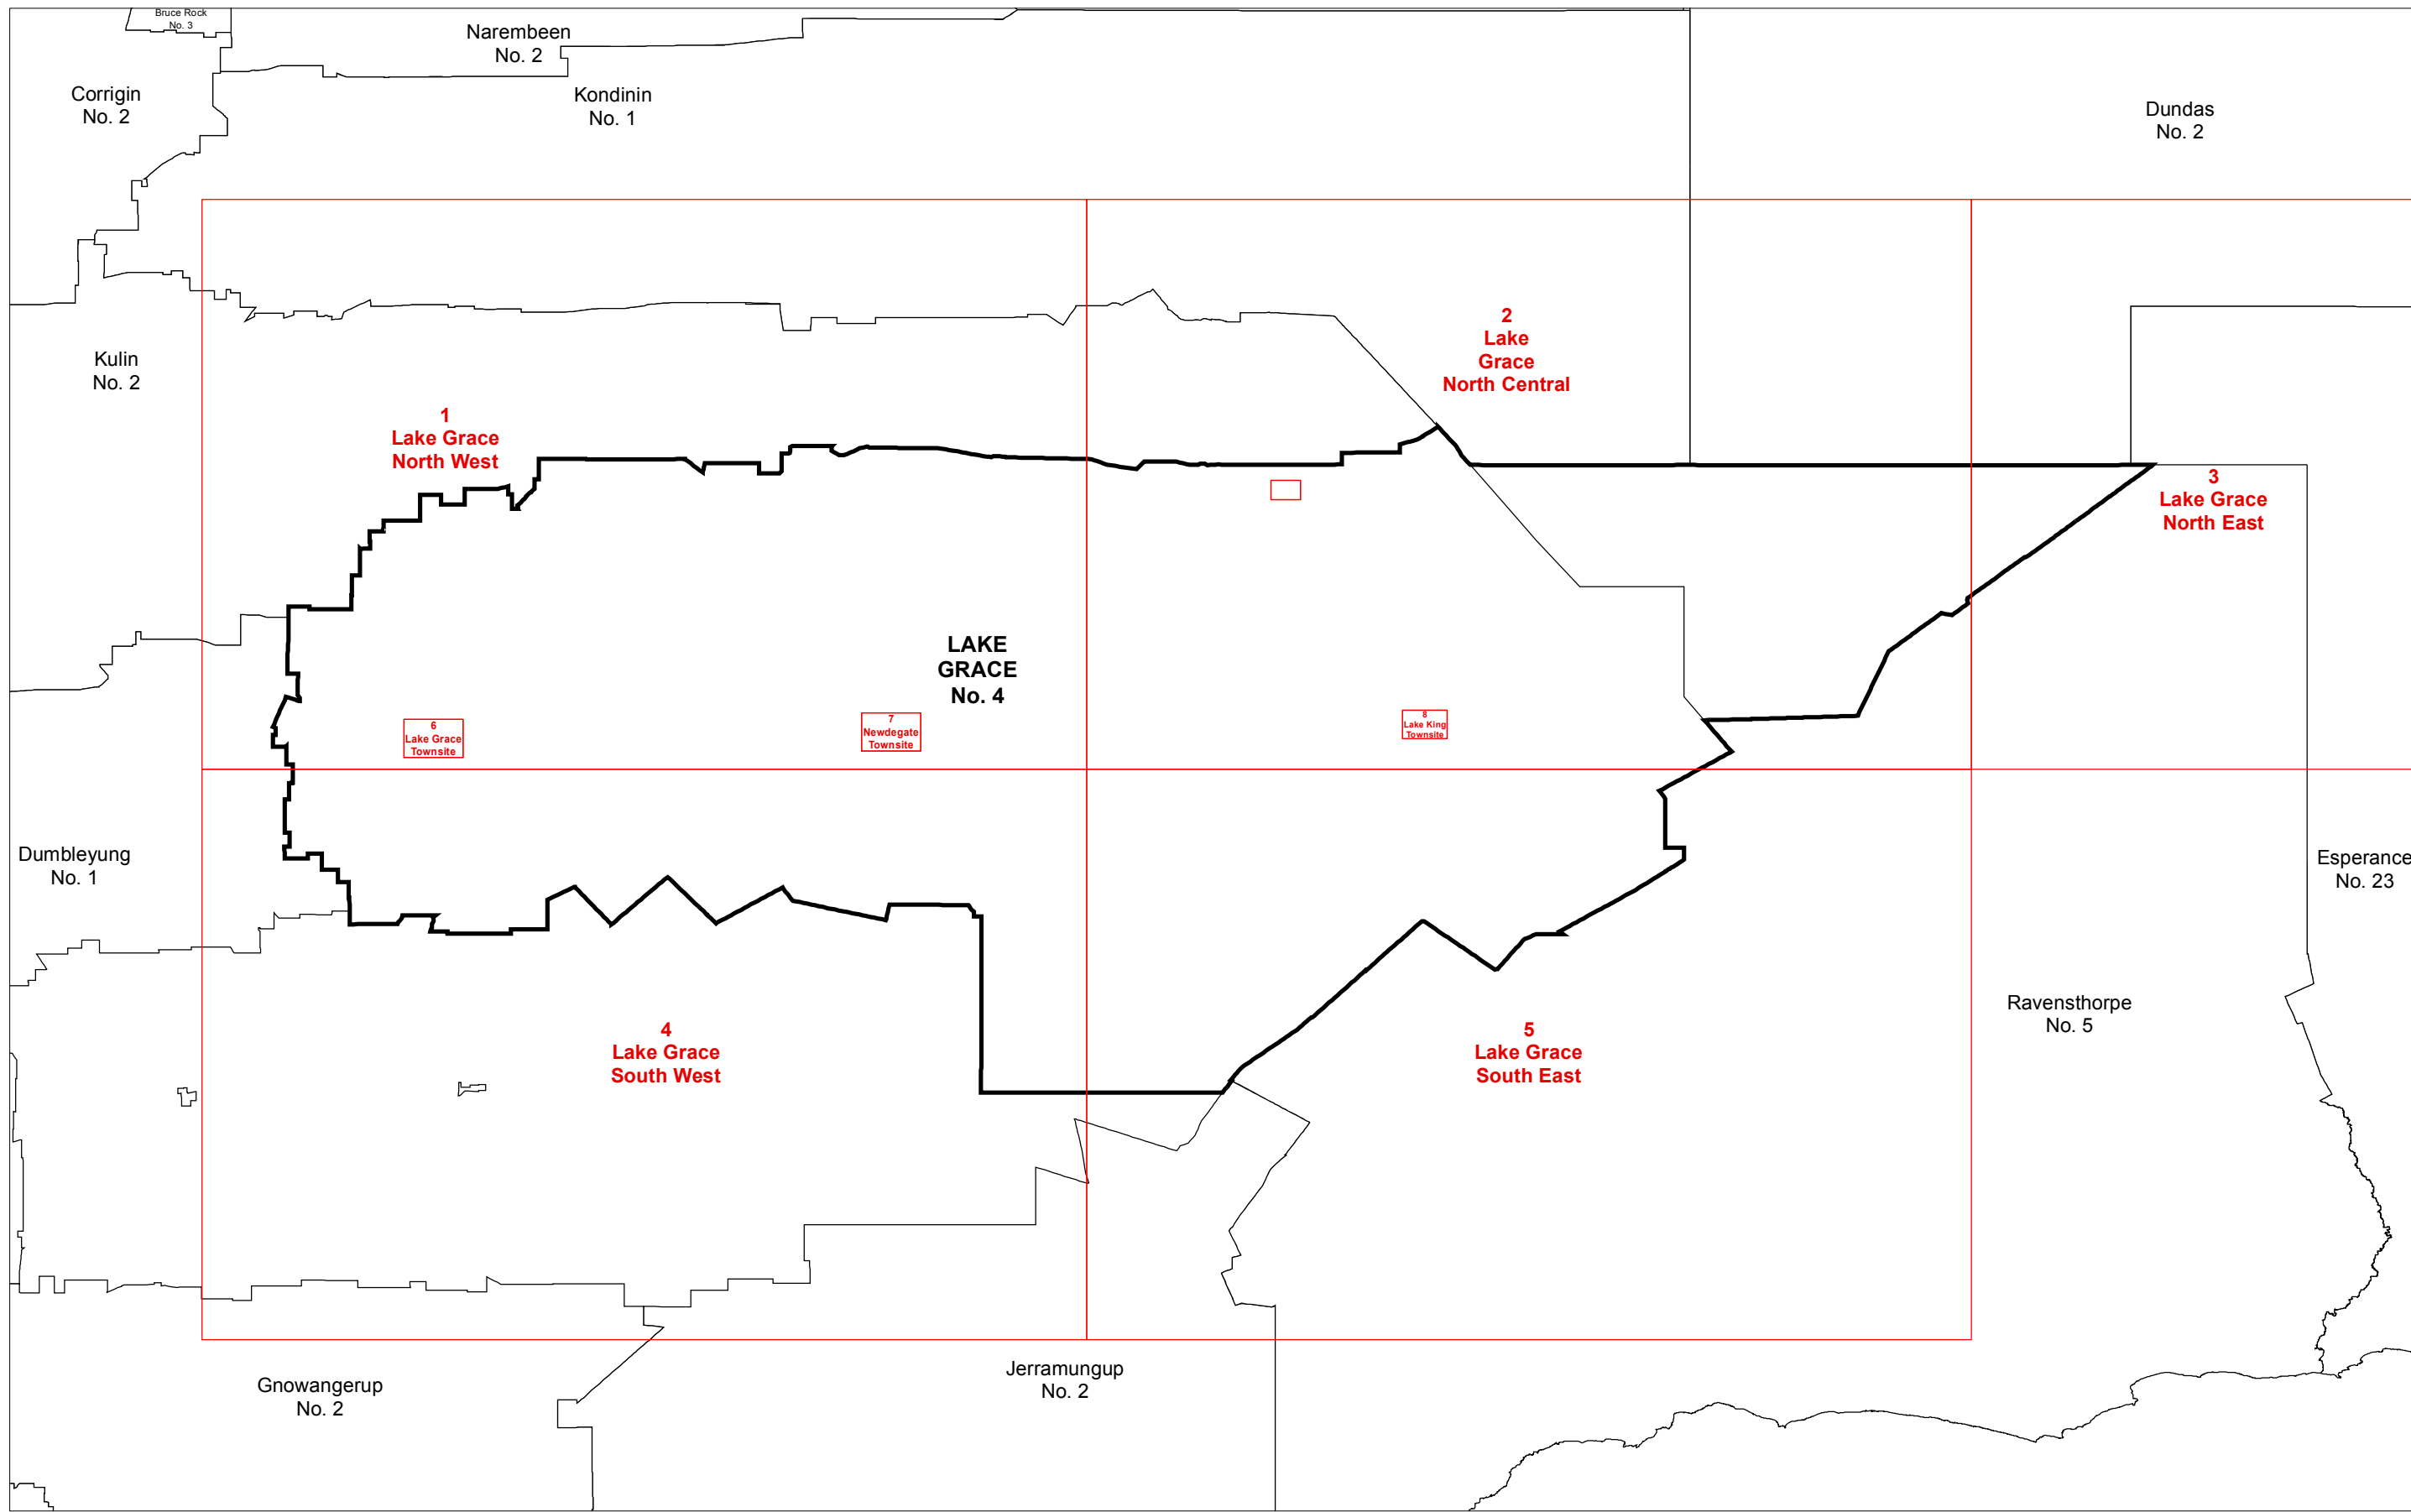 Bruce Rock
No. 3
Narembeen
No. 2
Corrigin
No. 2
Kondinin
No. 1
Dundas
No. 2
2
Lake
Grace
North Central
Kulin
No. 2
1
Lake Grace
North West
3
Lake Grace
North East
LAKE
GRACE
No. 4
6
Lake Grace
Townsite
7
Newdegate
Townsite
8
Lake King
Townsite
Dumbleyung
No. 1
Esperance
No. 23
Ravensthorpe
No. 5
4
Lake Grace
South West
5
Lake Grace
South East
Gnowangerup
No. 2
Jerramungup
No. 2